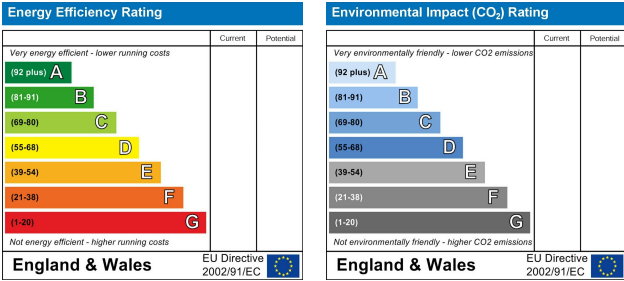 Energy Efficiency Rating
Current Potential
Very energy efficient - lower running costs
(92 plus) A
(81-91) B
(69-80) C
(55-68) D
(39-54) E
(21-38) F
(1-20) G
Not energy efficient - higher running costs
England & Wales
EU Directive
2002/91/EC
Environmental Impact (CO₂) Rating
Current Potential
Very environmentally friendly - lower CO2 emissions
(92 plus) A
(81-91) B
(69-80) C
(55-68) D
(39-54) E
(21-38) F
(1-20) G
Not environmentally friendly - higher CO2 emissions
England & Wales
EU Directive
2002/91/EC